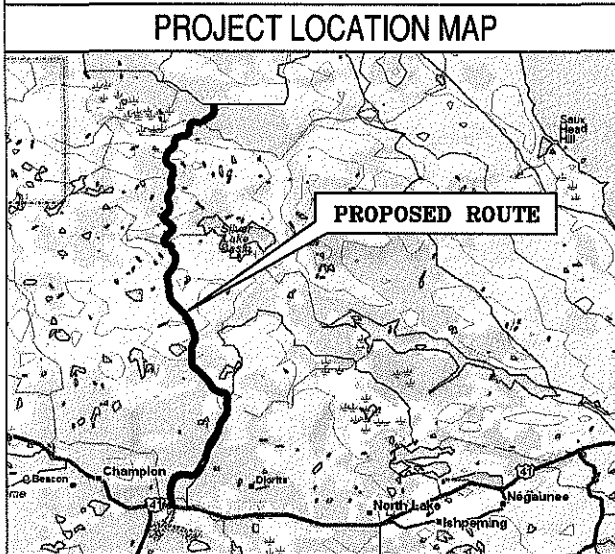 PROJECT LOCATION MAP
Saux
Head
Hill
PROPOSED ROUTE
Silver
Lake
Basin
41
Beacon
Champion
Diorite
Negaunee
North Lake
41
Ishpeming